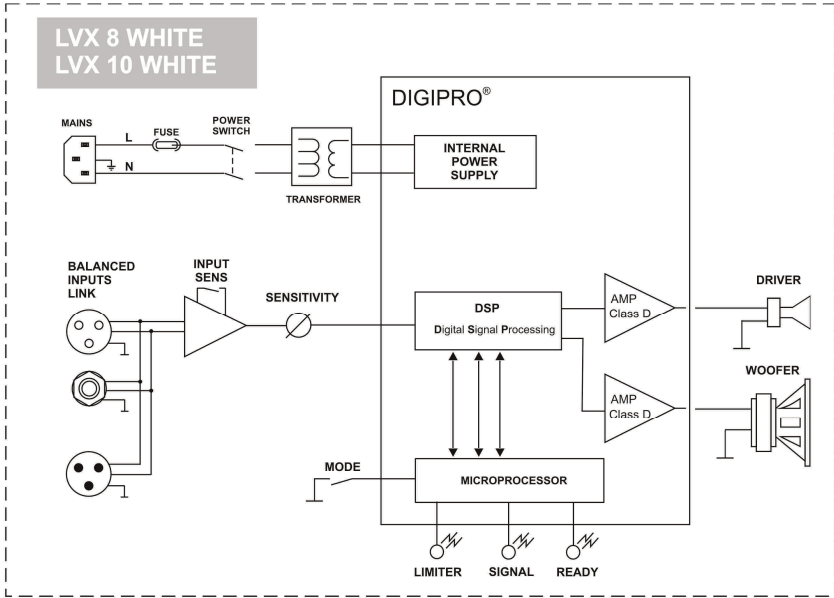 LVX 8 WHITE
LVX 10 WHITE
DIGIPRO®
MAINS
L
FUSE
POWER
SWITCH
N
TRANSFORMER
INTERNAL
POWER
SUPPLY
BALANCED
INPUTS
LINK
INPUT
SENS
SENSITIVITY
DSP
Digital Signal Processing
AMP
Class D
DRIVER
AMP
Class D
WOOFER
MODE
MICROPROCESSOR
LIMITER
SIGNAL
READY